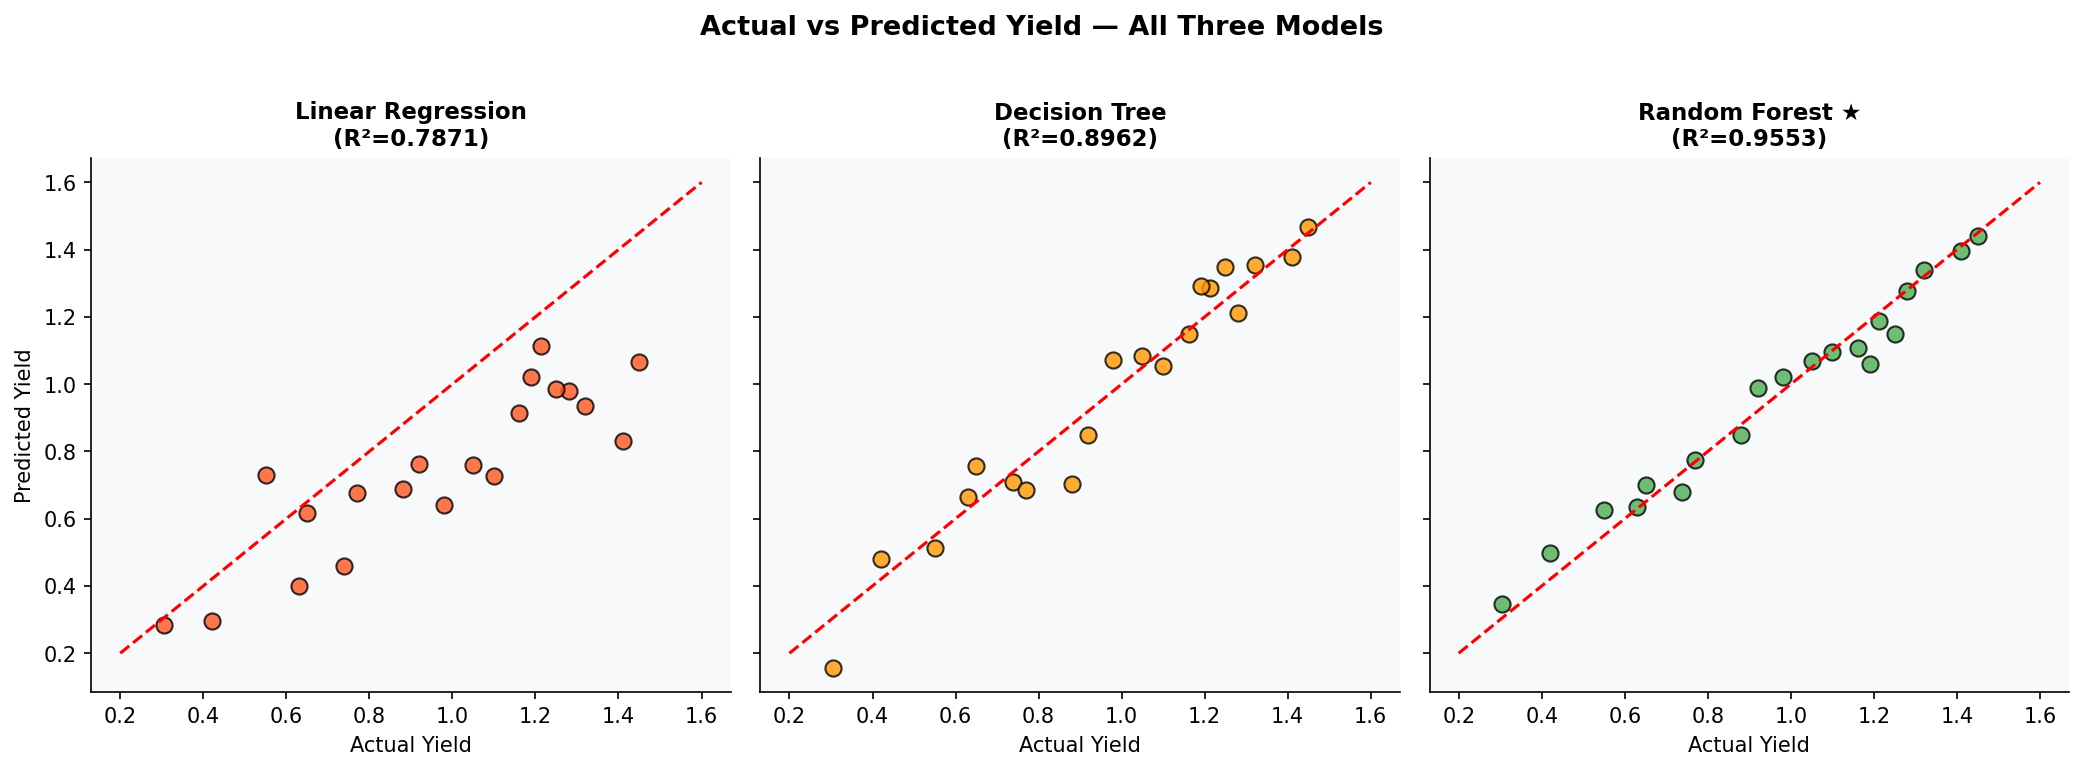 Actual vs Predicted Yield — All Three Models
Linear Regression
(R²=0.7871)
1.6
1.4
1.2
1.0
0.8
0.6
0.4
0.2
Predicted Yield
0.2 0.4 0.6 0.8 1.0 1.2 1.4 1.6
Actual Yield
Decision Tree
(R²=0.8962)
0.2 0.4 0.6 0.8 1.0 1.2 1.4 1.6
Actual Yield
Random Forest ★
(R²=0.9553)
0.2 0.4 0.6 0.8 1.0 1.2 1.4 1.6
Actual Yield